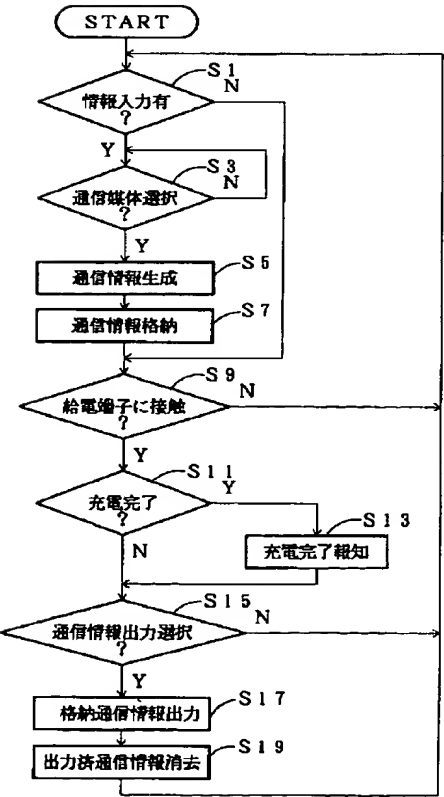 START
S1
情報入力有
?
N
Y
S3
通信媒体選択
?
N
Y
S5
通信情報生成
S7
通信情報格納
S9
給電端子に接触
?
N
Y
S11
充電完了
?
Y
N
S13
充電完了報知
S15
通信情報出力選択
?
N
Y
S17
格納通信情報出力
S19
出力済通信情報消去